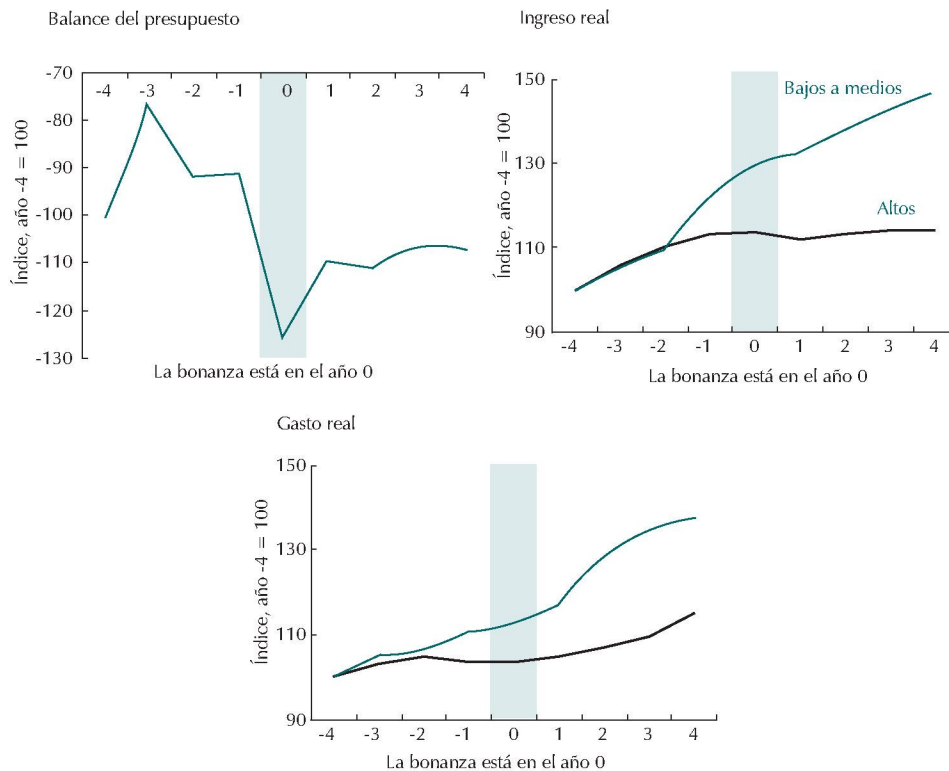 Balance del presupuesto
-70
-80
-90
-100
-110
-120
-130
Índice, año -4 = 100
-4 -3 -2 -1 0 1 2 3 4
La bonanza está en el año 0
Ingreso real
150
130
110
90
Índice, año -4 = 100
Bajos a medios
Altos
-4 -3 -2 -1 0 1 2 3 4
La bonanza está en el año 0
Gasto real
150
130
110
90
Índice, año -4 = 100
-4 -3 -2 -1 0 1 2 3 4
La bonanza está en el año 0